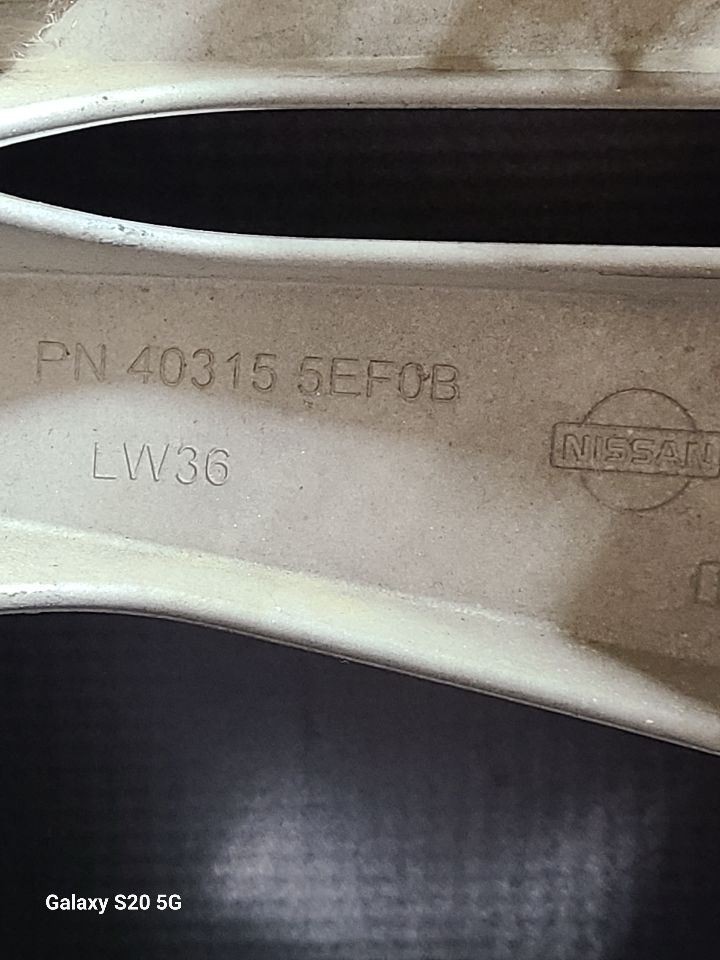 PN 40315 5EF0B
LW36
NISSAN
Galaxy S20 5G